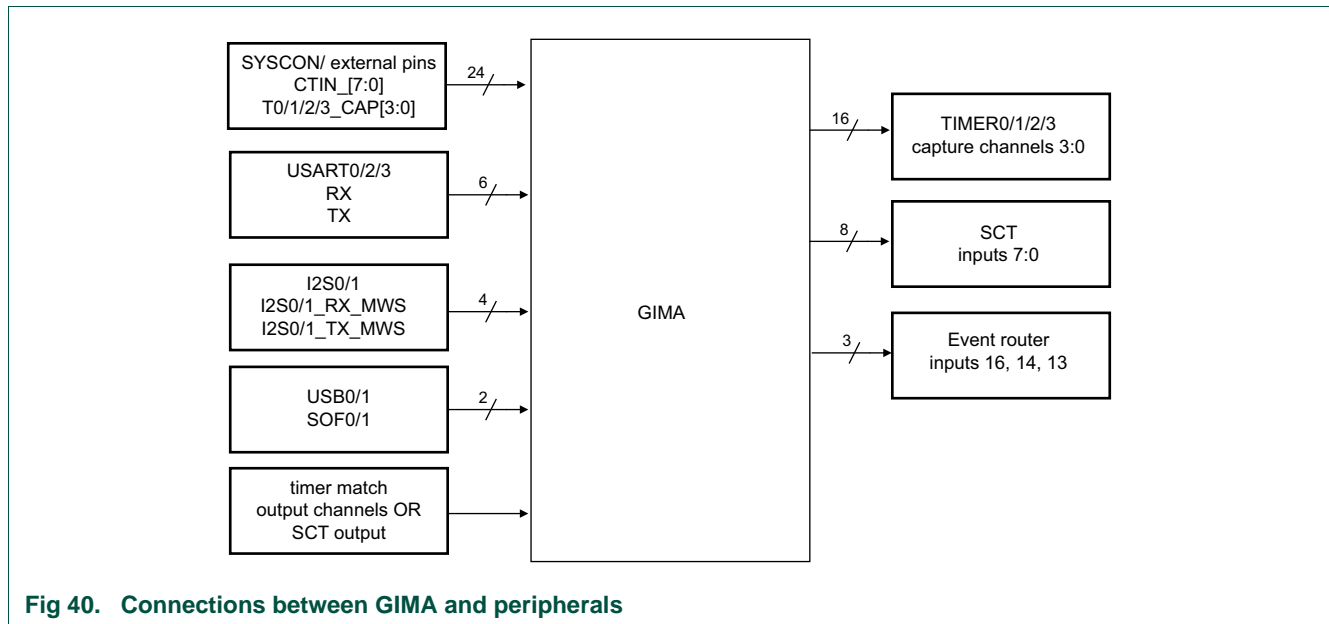 SYSCON/ external pins
CTIN_[7:0]
T0/1/2/3_CAP[3:0]
24
USART0/2/3
RX
TX
6
I2S0/1
I2S0/1_RX_MWS
I2S0/1_TX_MWS
4
USB0/1
SOF0/1
2
timer match
output channels OR
SCT output
GIMA
16
TIMER0/1/2/3
capture channels 3:0
8
SCT
inputs 7:0
3
Event router
inputs 16, 14, 13
Fig 40. Connections between GIMA and peripherals